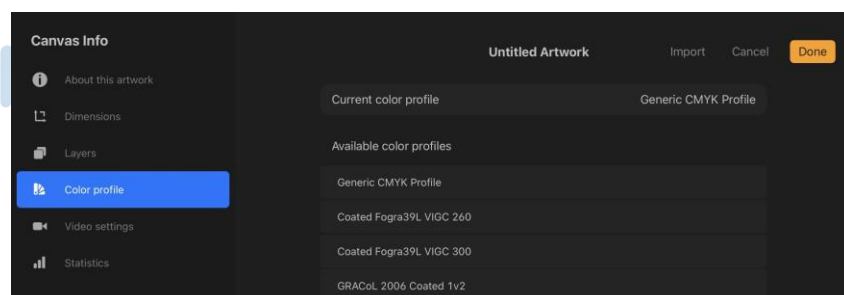 Canvas Info
Untitled Artwork Import Cancel Done
About this artwork
Current color profile Generic CMYK Profile
Dimensions
Available color profiles
Layers
Generic CMYK Profile
Color profile
Coated Fogra39L VIGC 260
Video settings
Coated Fogra39L VIGC 300
Statistics
GRACoL 2006 Coated 1v2